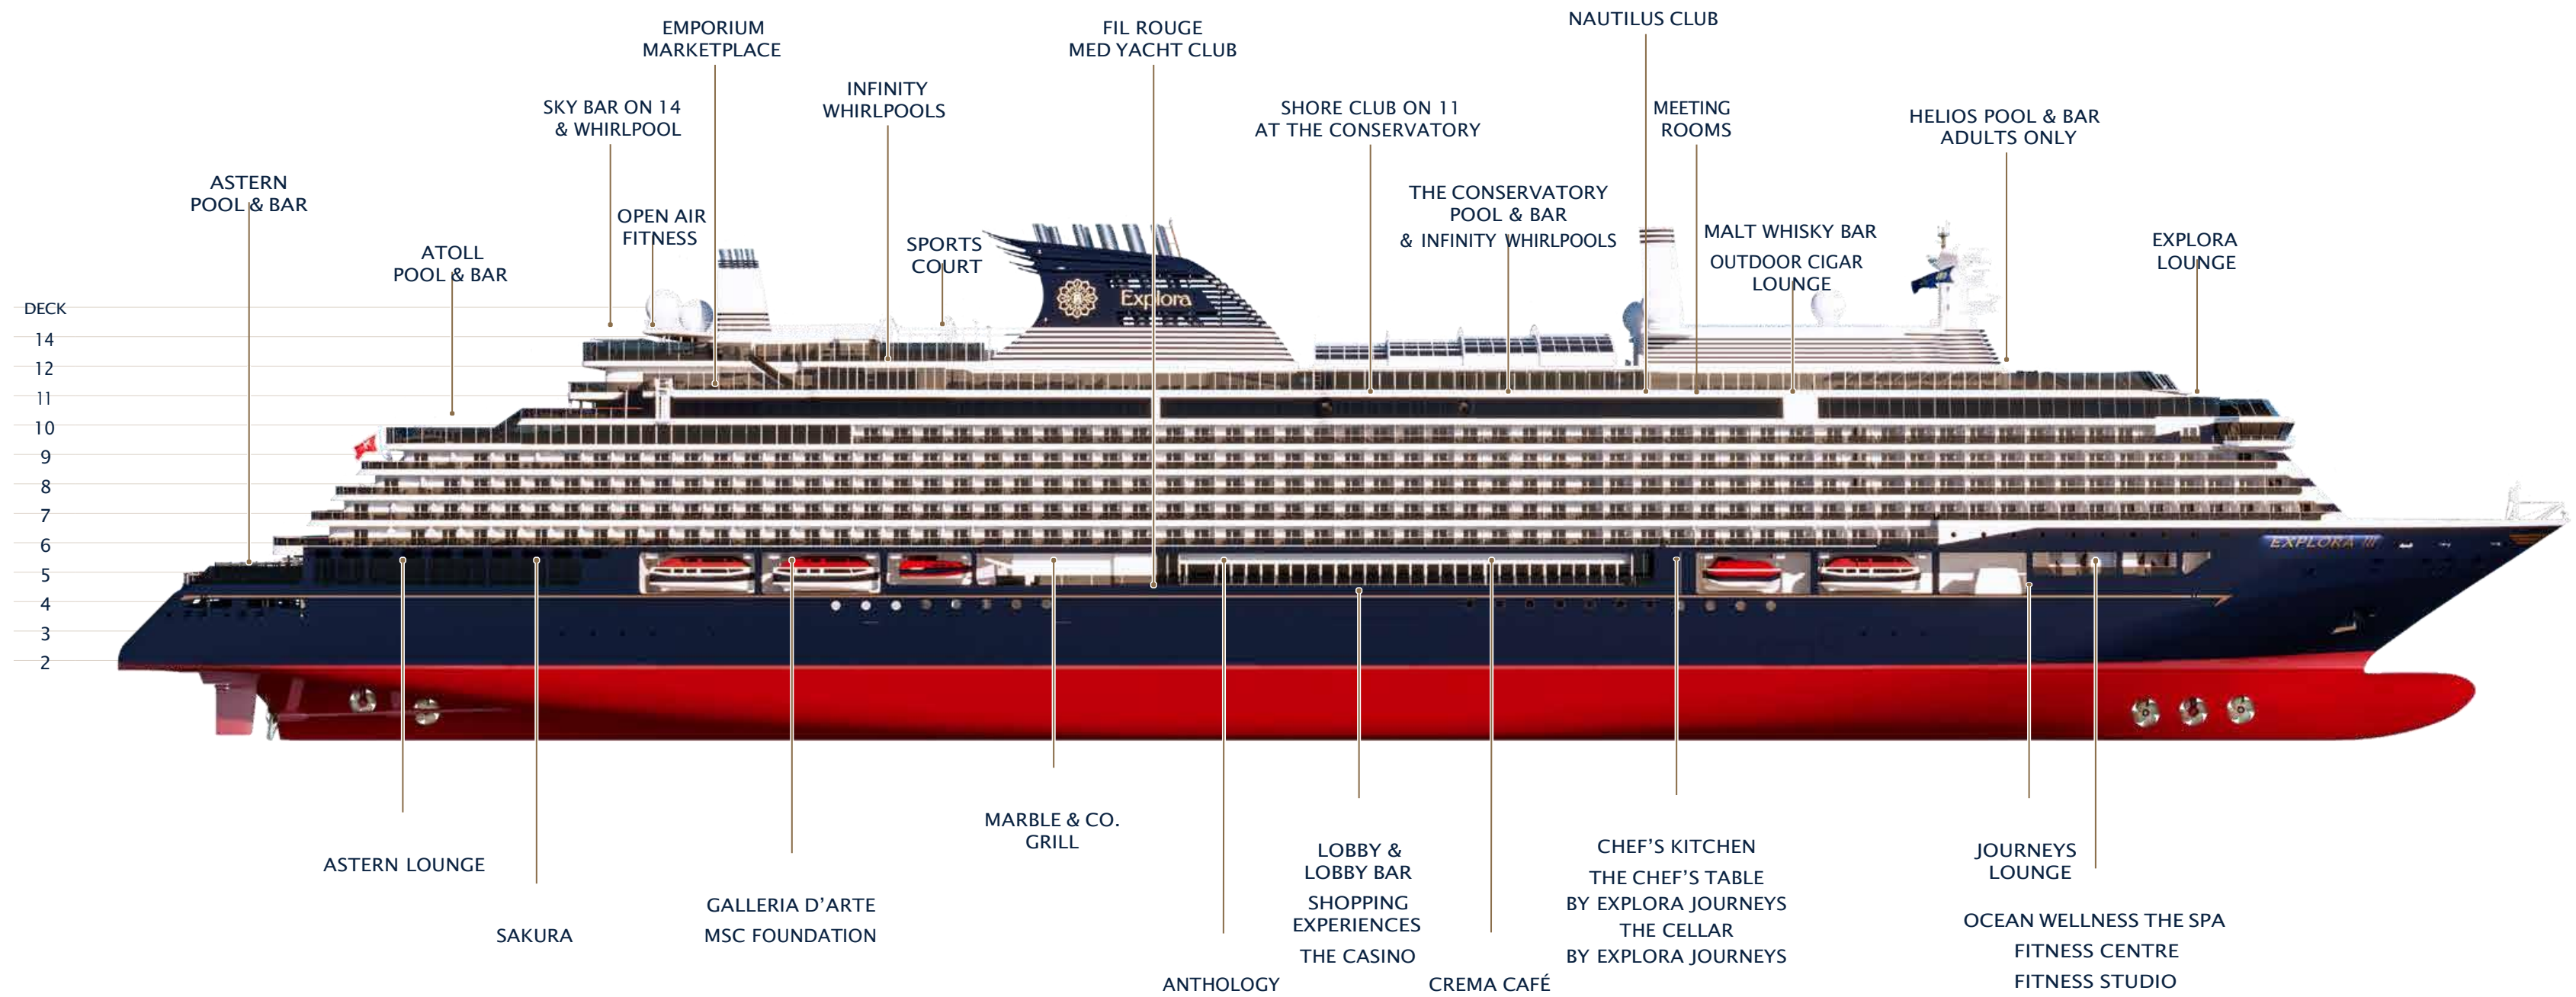 NAUTILUS CLUB
EMPORIUM
MARKETPLACE
FIL ROUGE
MED YACHT CLUB
INFINITY
WHIRLPOOLS
SKY BAR ON 14
& WHIRLPOOL
SHORE CLUB ON 11
AT THE CONSERVATORY
MEETING
ROOMS
HELIOS POOL & BAR
ADULTS ONLY
ASTERN
POOL & BAR
THE CONSERVATORY
POOL & BAR
& INFINITY WHIRLPOOLS
OPEN AIR
FITNESS
MALT WHISKY BAR
OUTDOOR CIGAR
LOUNGE
SPORTS
COURT
EXPLORA
LOUNGE
ATOLL
POOL & BAR
Explora
DECK
14
12
11
10
9
8
7
6
5
4
3
2
EXPLORA III
MARBLE & CO.
GRILL
ASTERN LOUNGE
SAKURA
GALLERIA D’ARTE
MSC FOUNDATION
ANTHOLOGY
LOBBY &
LOBBY BAR
SHOPPING
EXPERIENCES
THE CASINO
CREMA CAFÉ
CHEF’S KITCHEN
THE CHEF’S TABLE
BY EXPLORA JOURNEYS
THE CELLAR
BY EXPLORA JOURNEYS
JOURNEYS
LOUNGE
OCEAN WELLNESS THE SPA
FITNESS CENTRE
FITNESS STUDIO